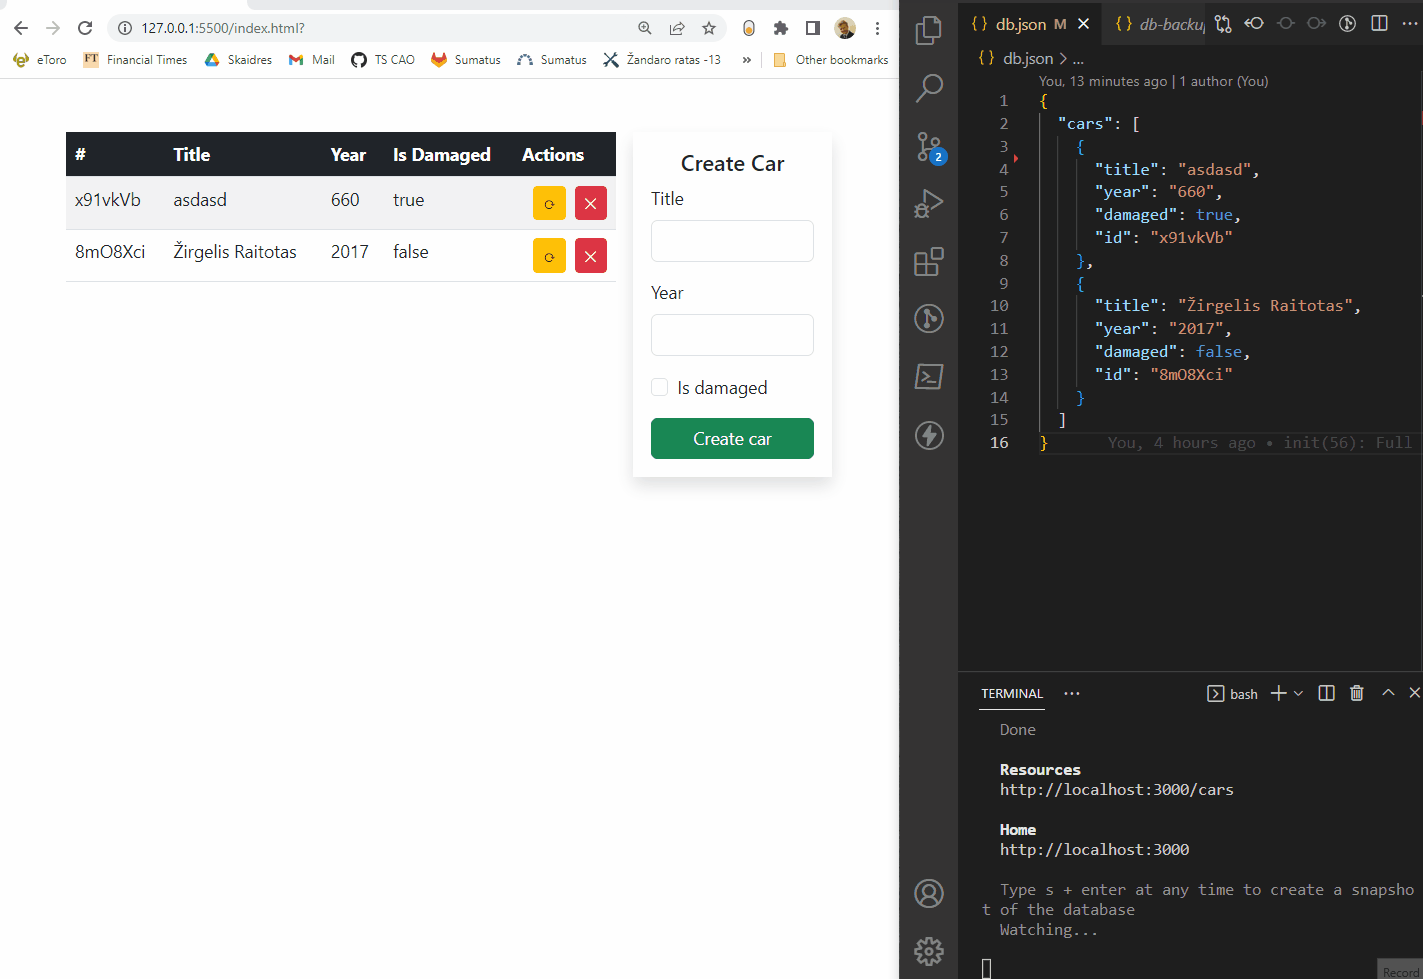 127.0.0.1:5500/index.html?
eToro
FT Financial Times
Skaidres
Mail
TS CAO
Sumatus
Sumatus
Žandaro ratas -13
»
Other bookmarks
# Title Year Is Damaged Actions
x91vkVb asdasd 660 true
8mO8Xci Žirgelis Raitotas 2017 false
Create Car
Title
Year
Is damaged
Create car
2
{} db.json M
{} db-backu
{} db.json > ...
You, 13 minutes ago | 1 author (You)
1 {
2 "cars": [
3 {
4 "title": "asdasd",
5 "year": "660",
6 "damaged": true,
7 "id": "x91vkVb"
8 },
9 {
10 "title": "Žirgelis Raitotas",
11 "year": "2017",
12 "damaged": false,
13 "id": "8mO8Xci"
14 }
15 ]
16 } You, 4 hours ago • init(56): Full
TERMINAL ...
bash
Done
Resources
http://localhost:3000/cars
Home
http://localhost:3000
Type s + enter at any time to create a snapsho
t of the database
Watching...
Record